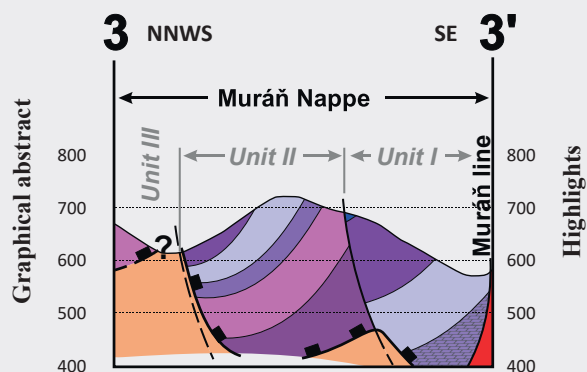 3 NNWS SE 3'
Muráň Nappe
Unit III
Unit II
Unit I
Muráň line
Graphical abstract
Highlights
800 800
700 700
600 ? 600
500 500
400 400